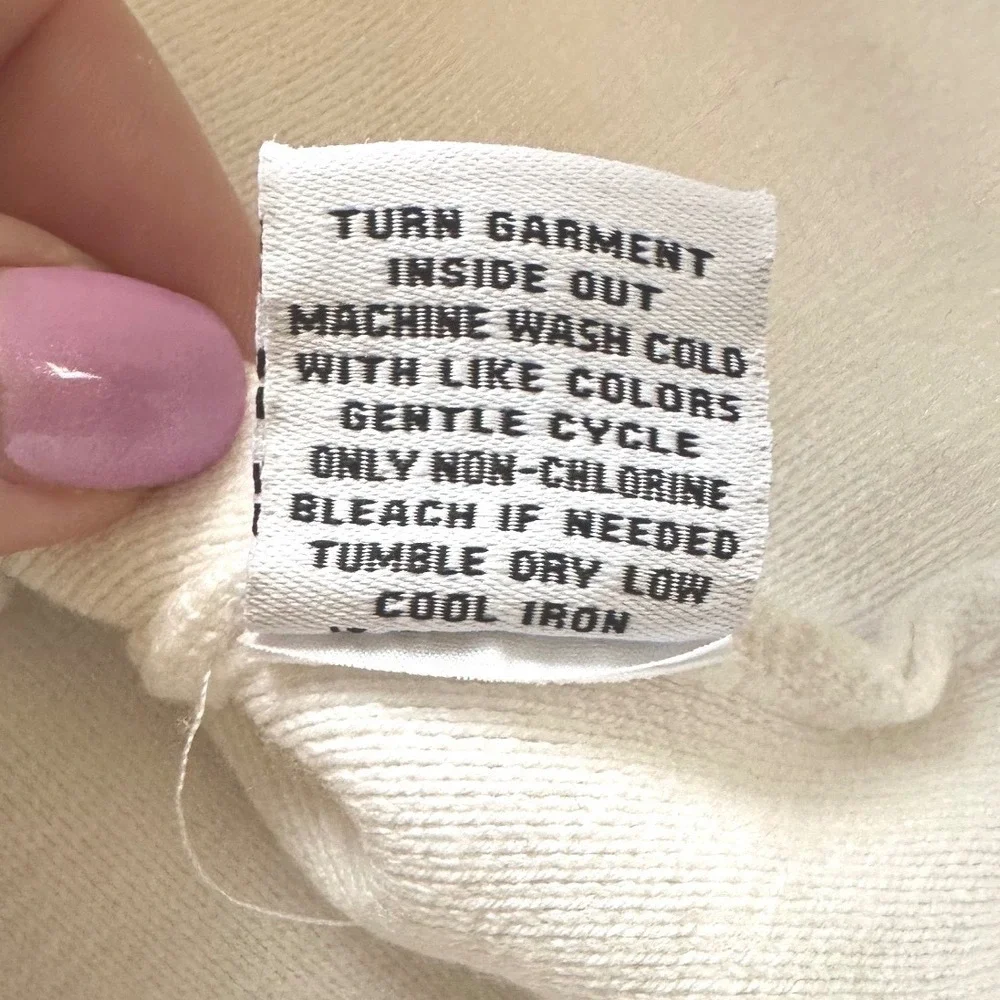 TURN GARMENT
INSIDE OUT
MACHINE WASH COLD
WITH LIKE COLORS
GENTLE CYCLE
ONLY NON-CHLORINE
BLEACH IF NEEDED
TUMBLE DRY LOW
COOL IRON